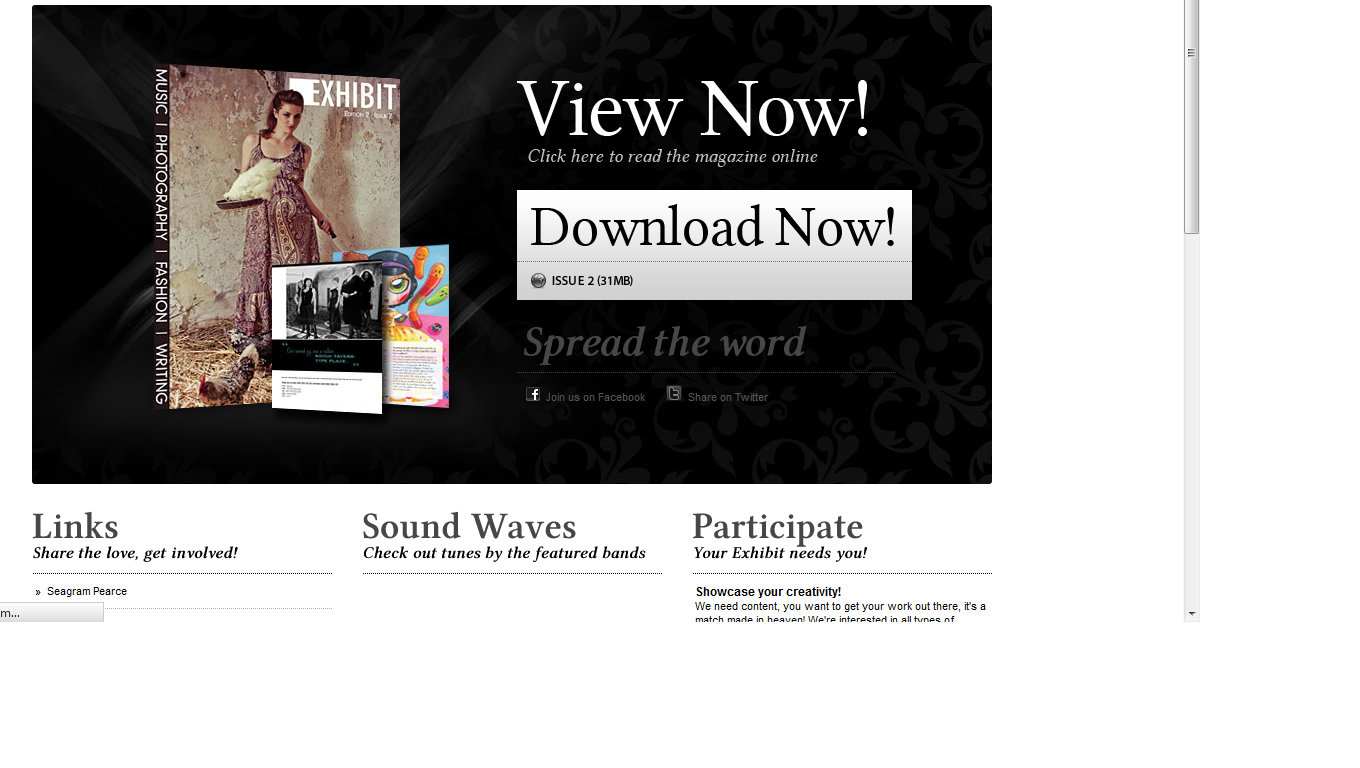 MUSIC | PHOTOGRAPHY | FASHION | WRITING
EXHIBIT
EDITION 2 ISSUE 2
View Now!
Click here to read the magazine online
Download Now!
ISSUE 2 (31MB)
Spread the word
Join us on Facebook
Share on Twitter
Links
Share the love, get involved!
» Seagram Pearce
m...
Sound Waves
Check out tunes by the featured bands
Participate
Your Exhibit needs you!
Showcase your creativity!
We need content, you want to get your work out there, it's a
match made in heaven! We're interested in all types of